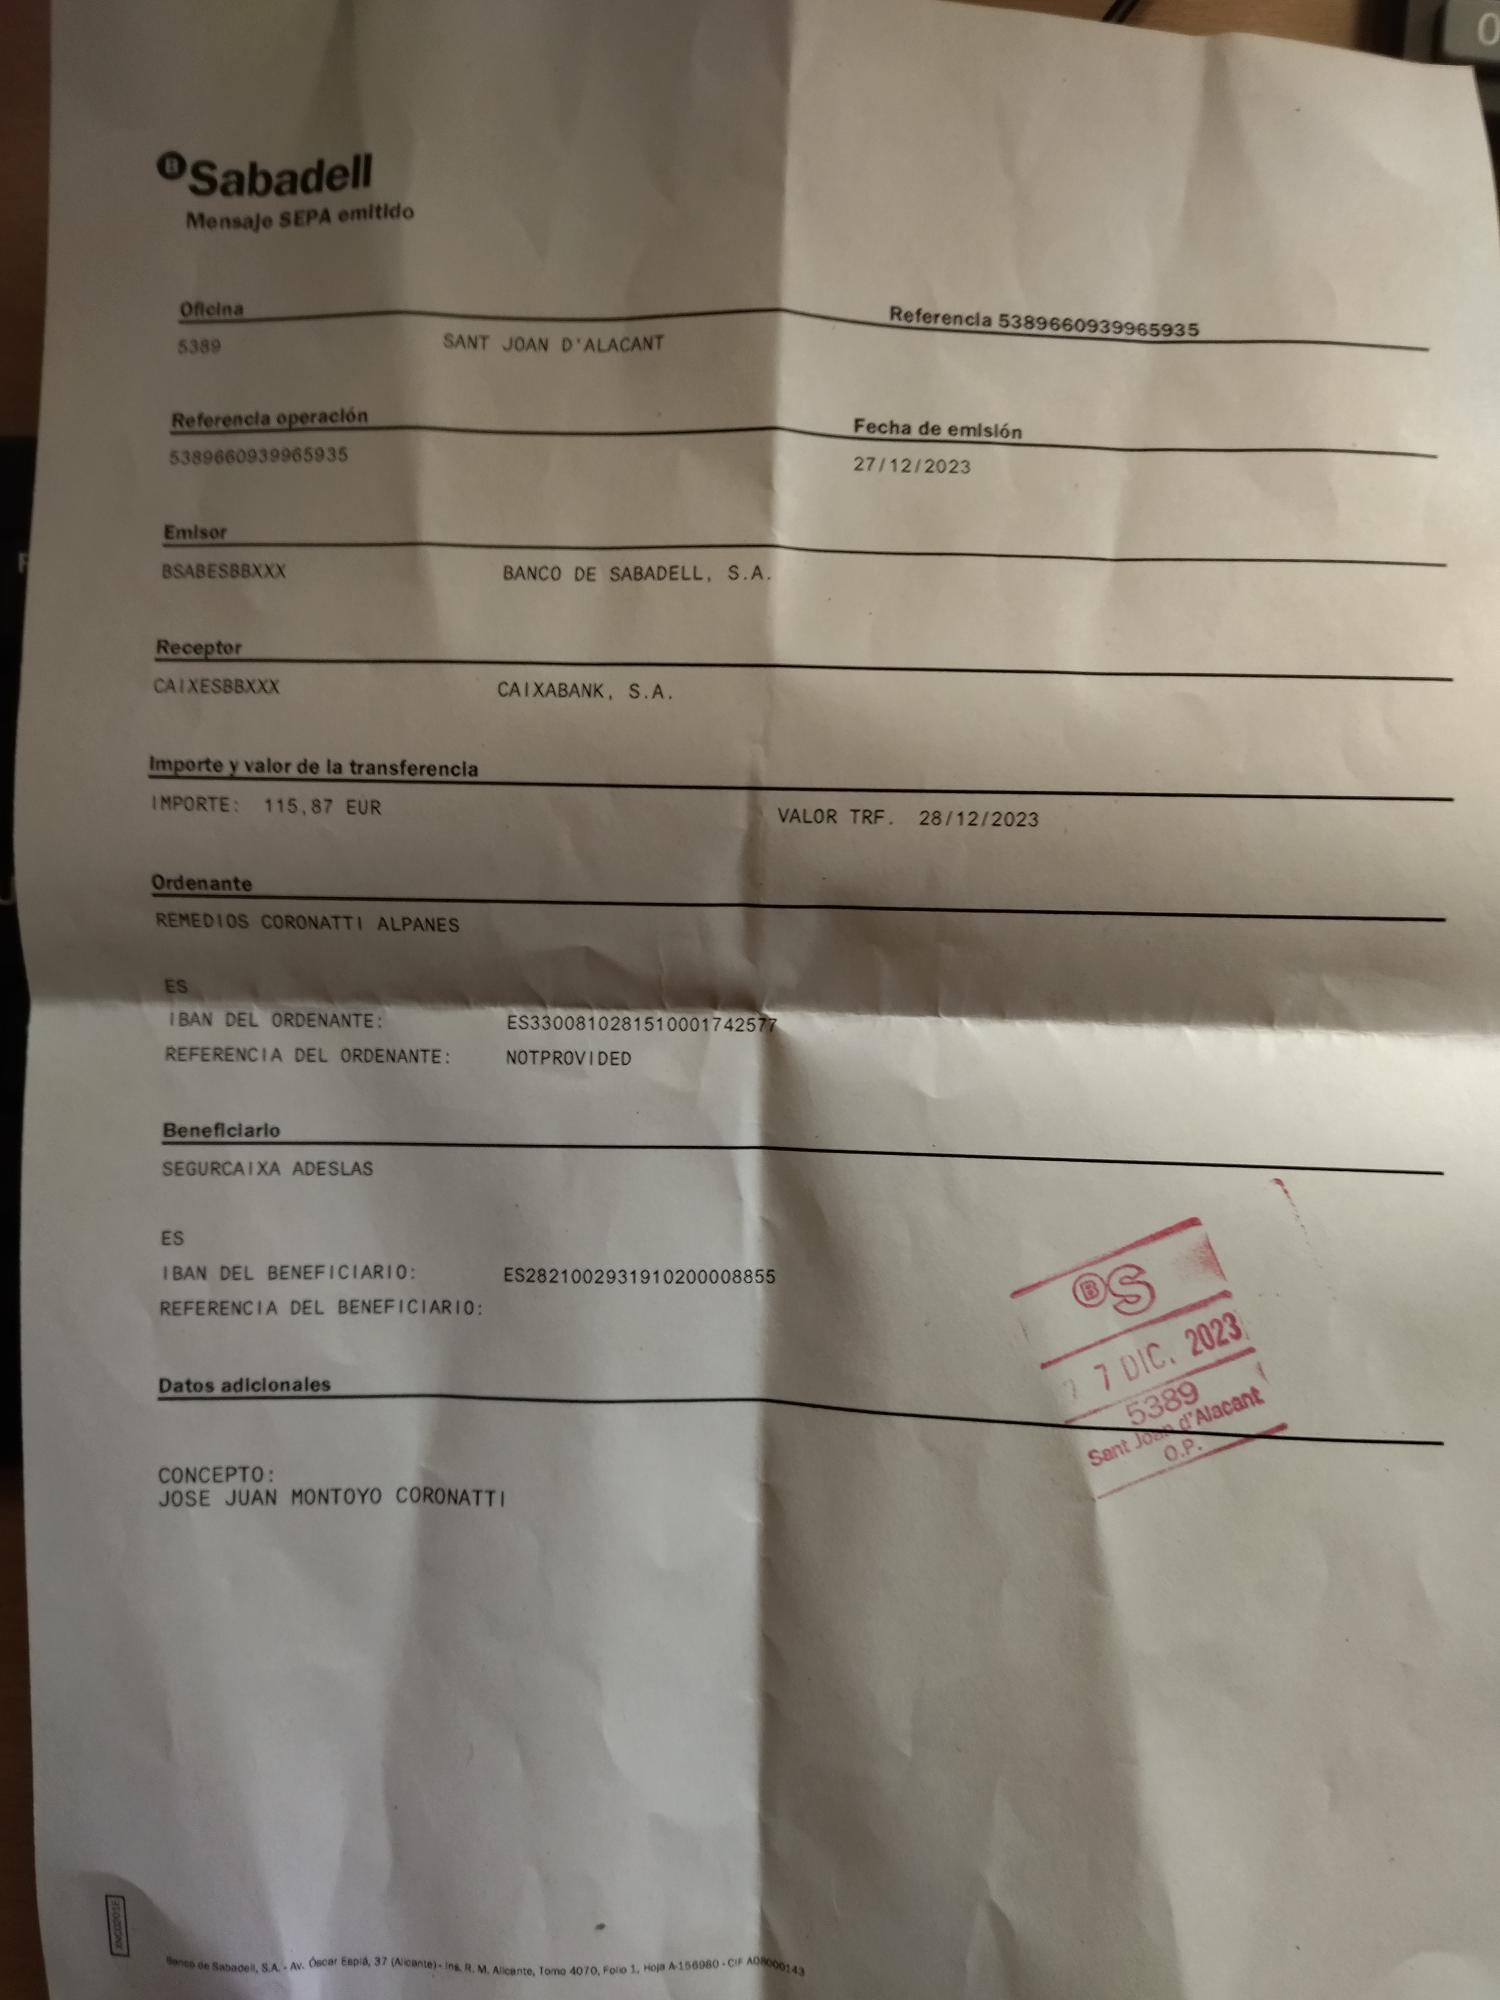 BSabadell
Mensaje SEPA emitido
Oficina
Referencia 5389660939965935
5389 SANT JOAN D'ALACANT
Referencia operación
Fecha de emisión
5389660939965935
27/12/2023
Emisor
BSABESBBXXX BANCO DE SABADELL, S.A.
Receptor
CAIXESBBXXX CAIXABANK, S.A.
Importe y valor de la transferencia
IMPORTE: 115,87 EUR VALOR TRF. 28/12/2023
Ordenante
REMEDIOS CORONATTI ALPANES
ES
IBAN DEL ORDENANTE: ES3300810281510001742577
REFERENCIA DEL ORDENANTE: NOTPROVIDED
Beneficiario
SEGURCAIXA ADESLAS
ES
IBAN DEL BENEFICIARIO: ES2821002931910200008855
REFERENCIA DEL BENEFICIARIO:
BS
7 DIC. 2023
5389
Sant Joan d'Alacant
O.P.
Datos adicionales
CONCEPTO:
JOSE JUAN MONTOYO CORONATTI
Banco de Sabadell, S.A. - Av. Óscar Esplá, 37 (Alicante) - Ins. R. M. Alicante, Tomo 4070, Folio 1, Hoja A-156980 - CIF A08000143
0